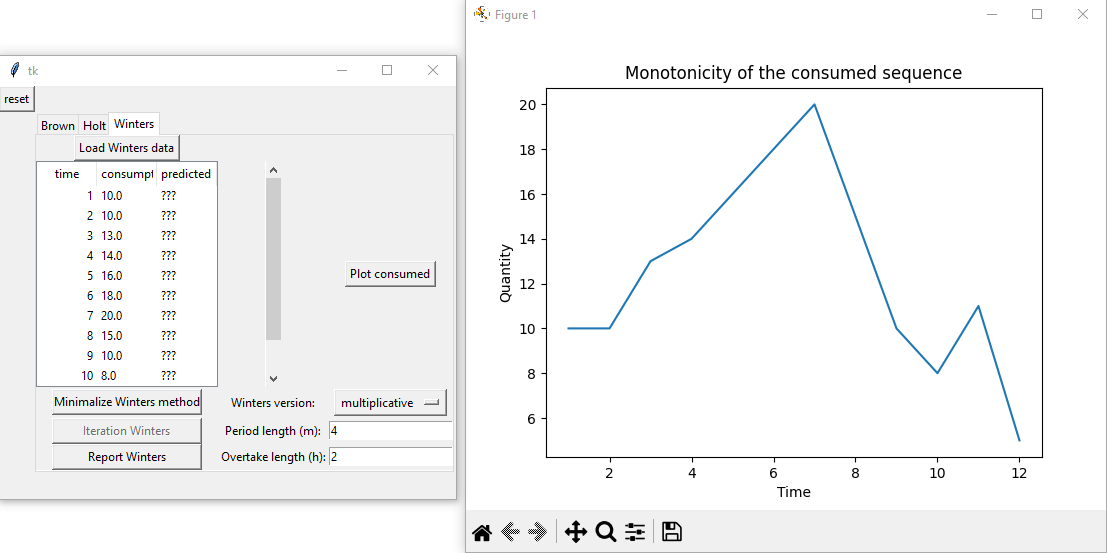 tk
reset
Brown Holt Winters
Load Winters data
time consumpt predicted
1 10.0 ???
2 10.0 ???
3 13.0 ???
4 14.0 ???
5 16.0 ???
6 18.0 ???
7 20.0 ???
8 15.0 ???
9 10.0 ???
10 8.0 ???
Plot consumed
Minimalize Winters method
Winters version: multiplicative
Iteration Winters
Period length (m): 4
Report Winters
Overtake length (h): 2
Figure 1
Monotonicity of the consumed sequence
Quantity
20
18
16
14
12
10
8
6
2 4 6 8 10 12
Time